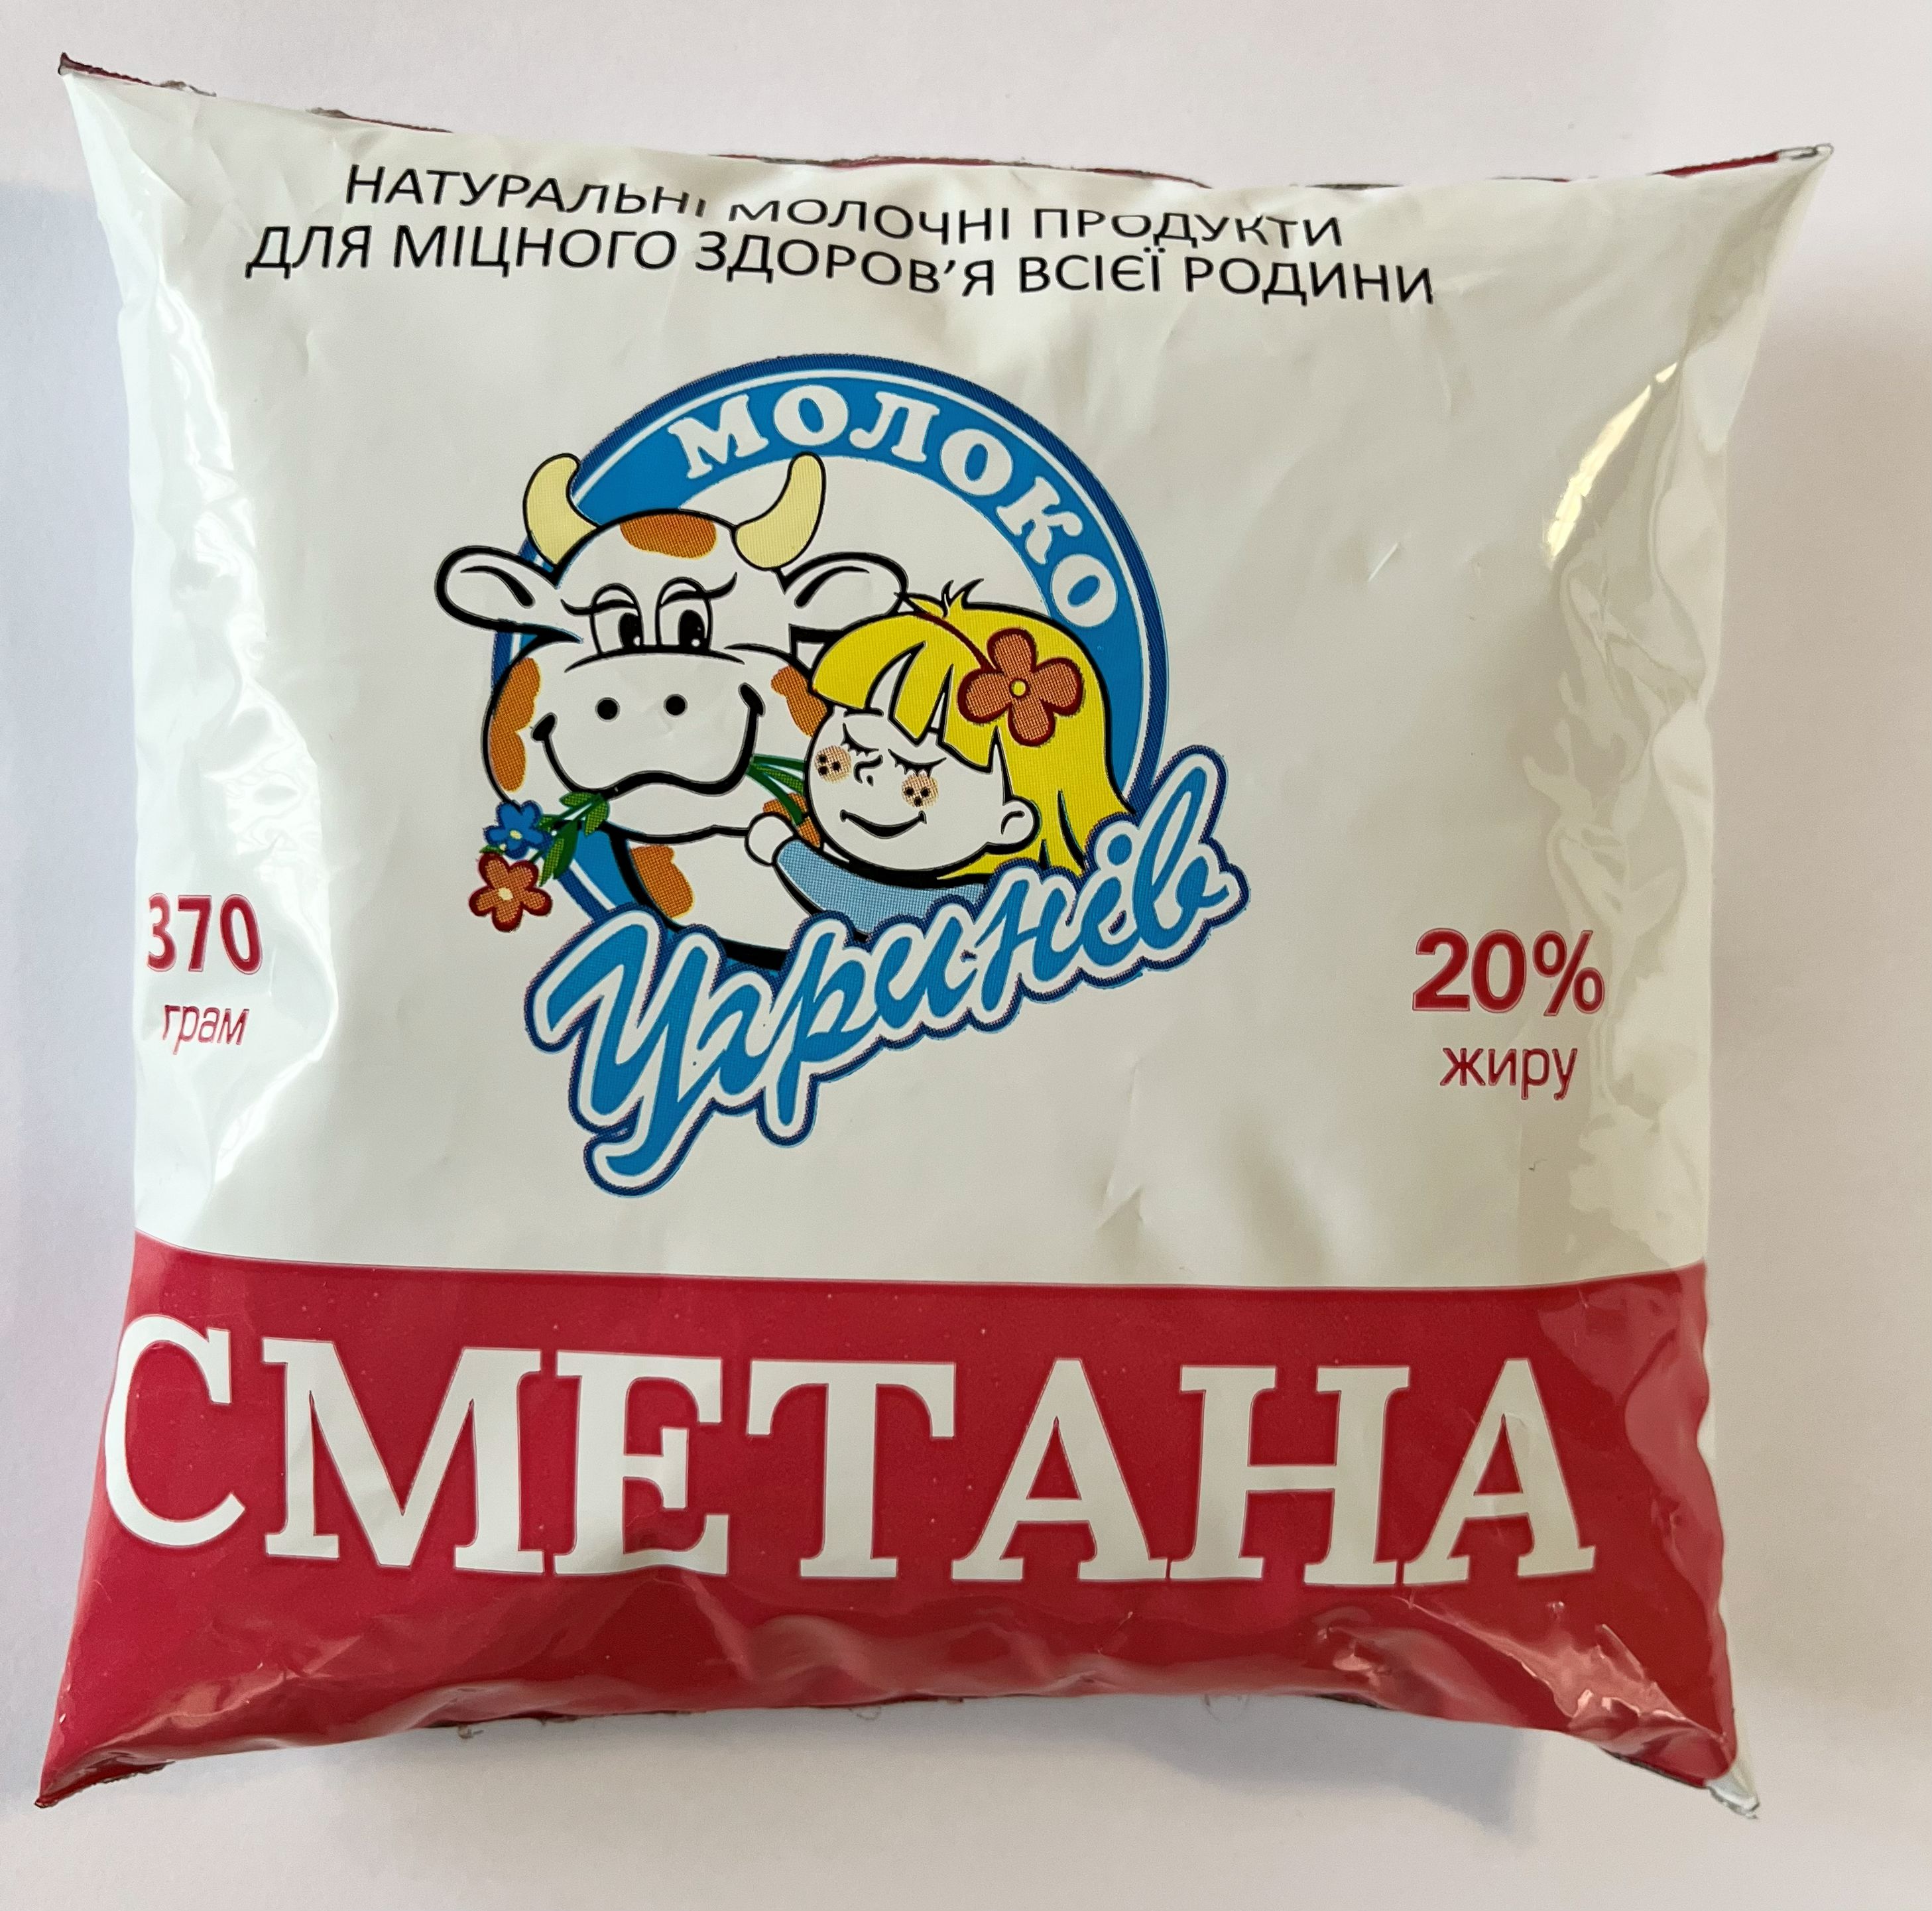 НАТУРАЛЬНІ МОЛОЧНІ ПРОДУКТИ
ДЛЯ МІЦНОГО ЗДОРОВ’Я ВСІЄЇ РОДИНИ
МОЛОКО
Угринів
370
грам
20%
жиру
СМЕТАНА